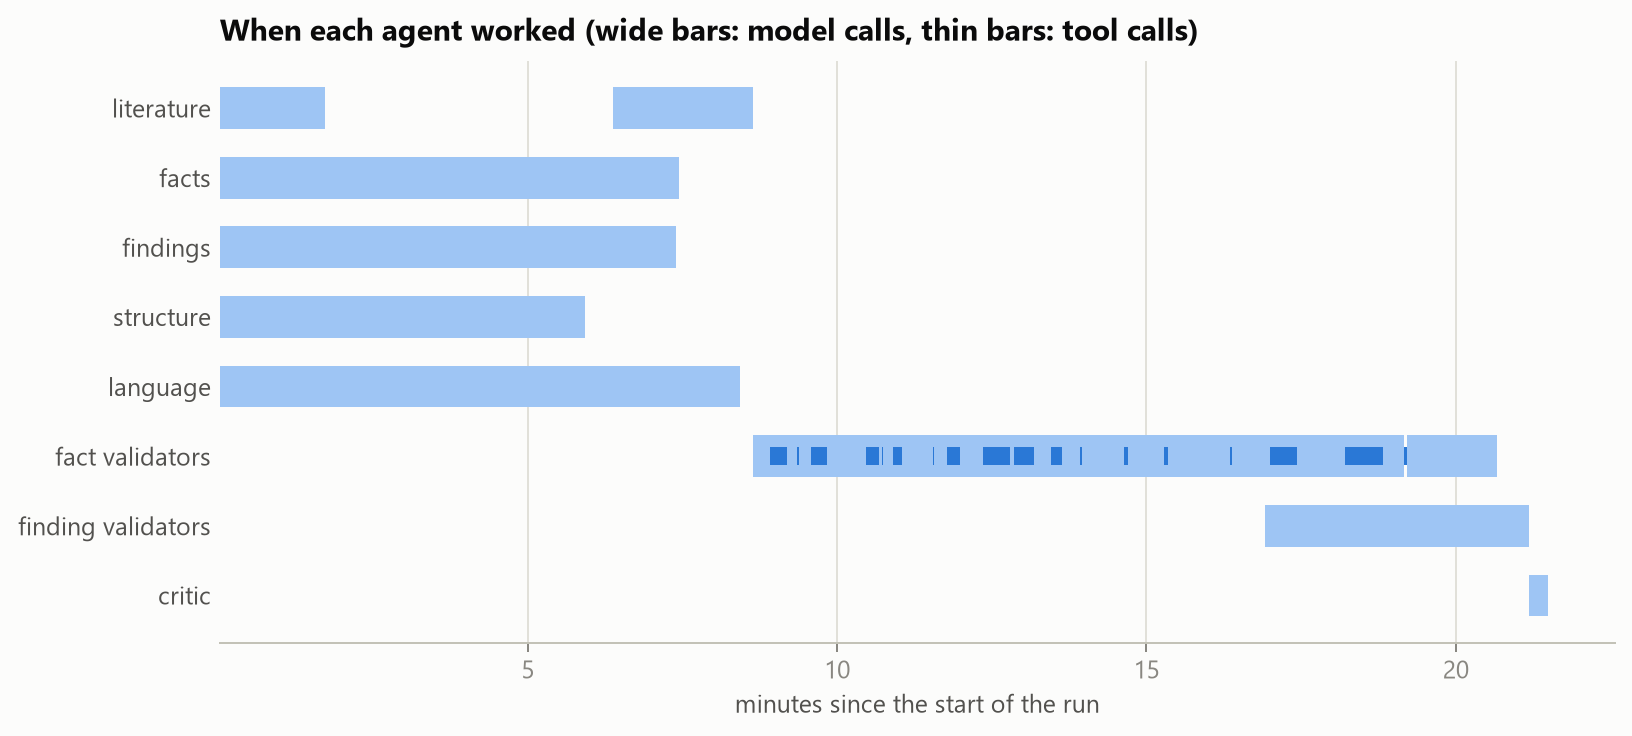 When each agent worked (wide bars: model calls, thin bars: tool calls)
literature
facts
findings
structure
language
fact validators
finding validators
critic
5 10 15 20
minutes since the start of the run